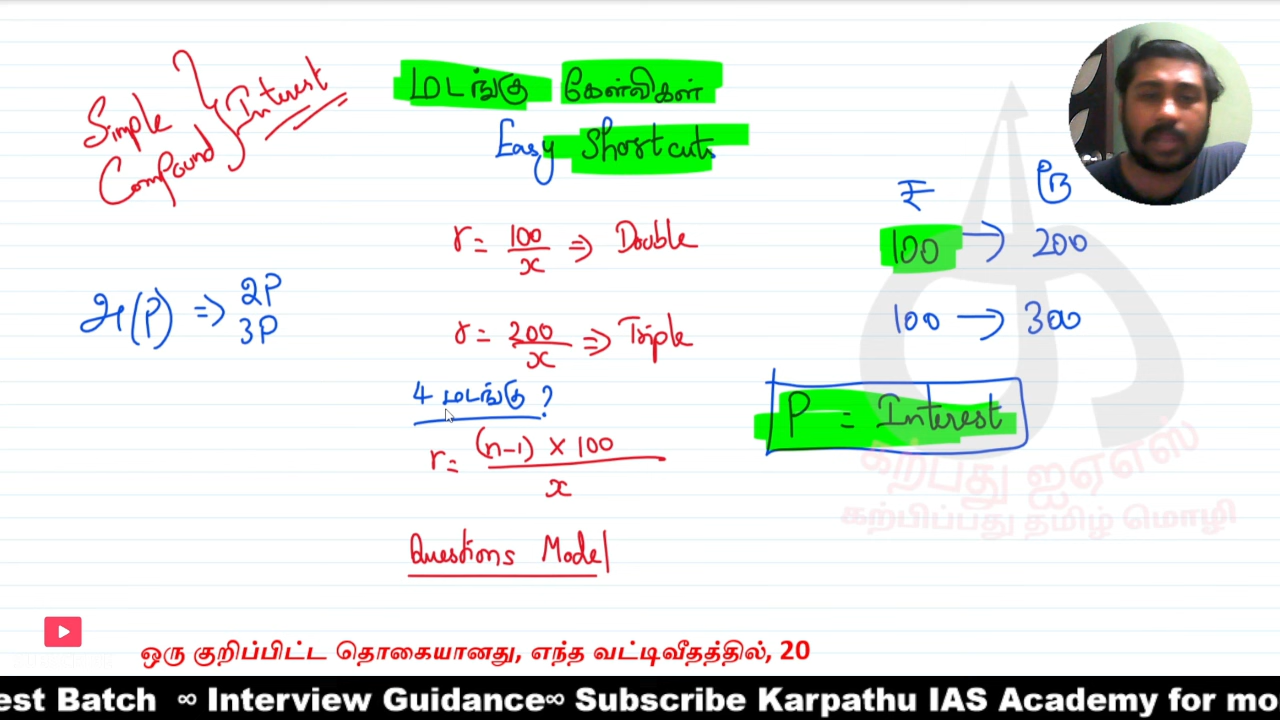 Simple
Compound } Interest
மடங்கு கேள்விகள்
Easy Shortcuts
r = 100/x ⇒ Double
(P) ⇒ 2P
3P
r = 200/x ⇒ Triple
4 மடங்கு ?
r = (n-1) × 100 / x
Questions Model
₹
100 → 200
100 → 300
P = Interest
கற்பது ஐஏஎஸ்
கற்பிப்பது தமிழ் மொழி
ஒரு குறிப்பிட்ட தொகையானது, எந்த வட்டிவீதத்தில், 20
est Batch ∞ Interview Guidance∞ Subscribe Karpathu IAS Academy for mo